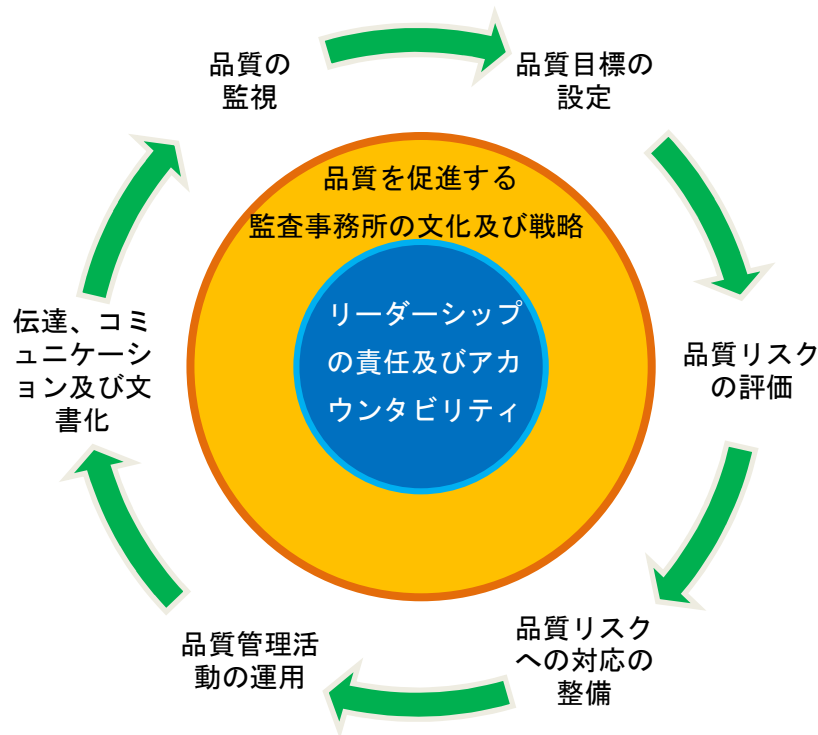 品質の
監視
品質目標の
設定
品質を促進する
監査事務所の文化及び戦略
リーダーシップ
の責任及びアカ
ウンタビリティ
伝達、コミ
ュニケーシ
ョン及び文
書化
品質リスク
の評価
品質管理活
動の運用
品質リスク
への対応の
整備